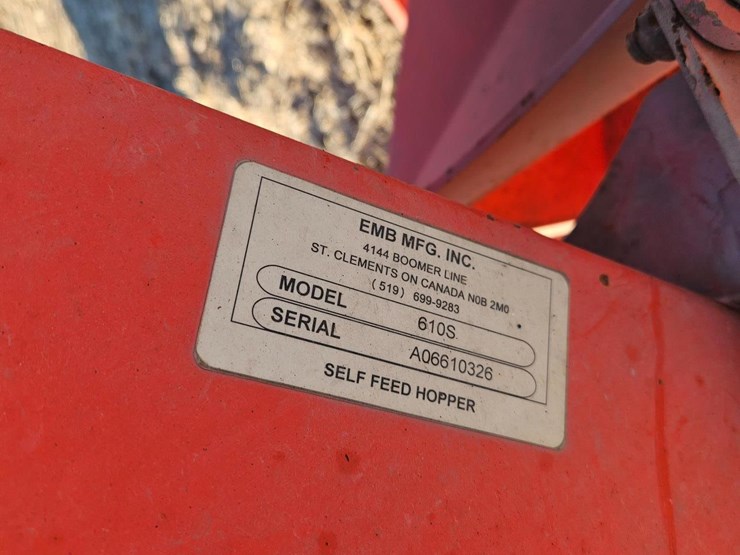 EMB MFG. INC.
4144 BOOMER LINE
ST. CLEMENTS ON CANADA N0B 2M0
(519) 699-9283
MODEL 610S
SERIAL A06610326
SELF FEED HOPPER